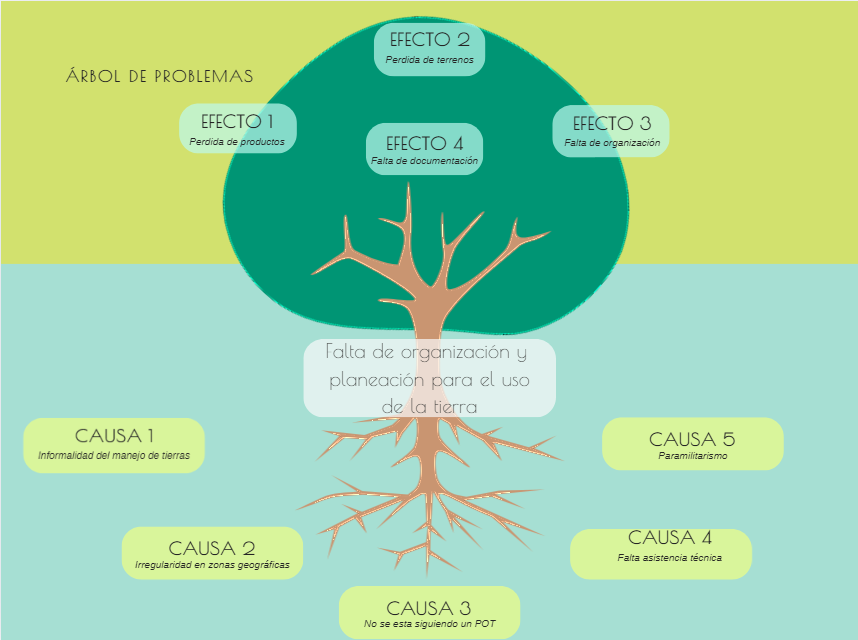 ÁRBOL DE PROBLEMAS
EFECTO 2
Perdida de terrenos
EFECTO 1
Perdida de productos
EFECTO 3
Falta de organización
EFECTO 4
Falta de documentación
Falta de organización y
planeación para el uso
de la tierra
CAUSA 1
Informalidad del manejo de tierras
CAUSA 5
Paramilitarismo
CAUSA 2
Irregularidad en zonas geográficas
CAUSA 4
Falta asistencia técnica
CAUSA 3
No se esta siguiendo un POT